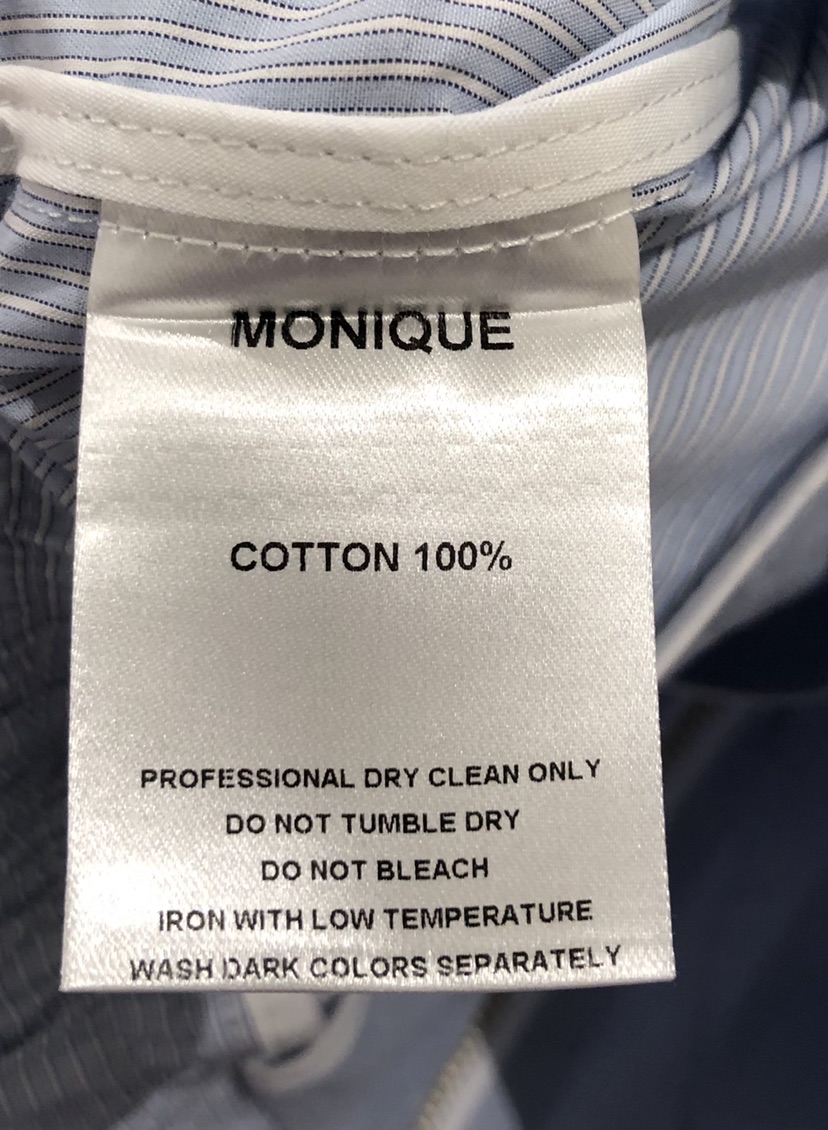 MONIQUE
COTTON 100%
PROFESSIONAL DRY CLEAN ONLY
DO NOT TUMBLE DRY
DO NOT BLEACH
IRON WITH LOW TEMPERATURE
WASH DARK COLORS SEPARATELY